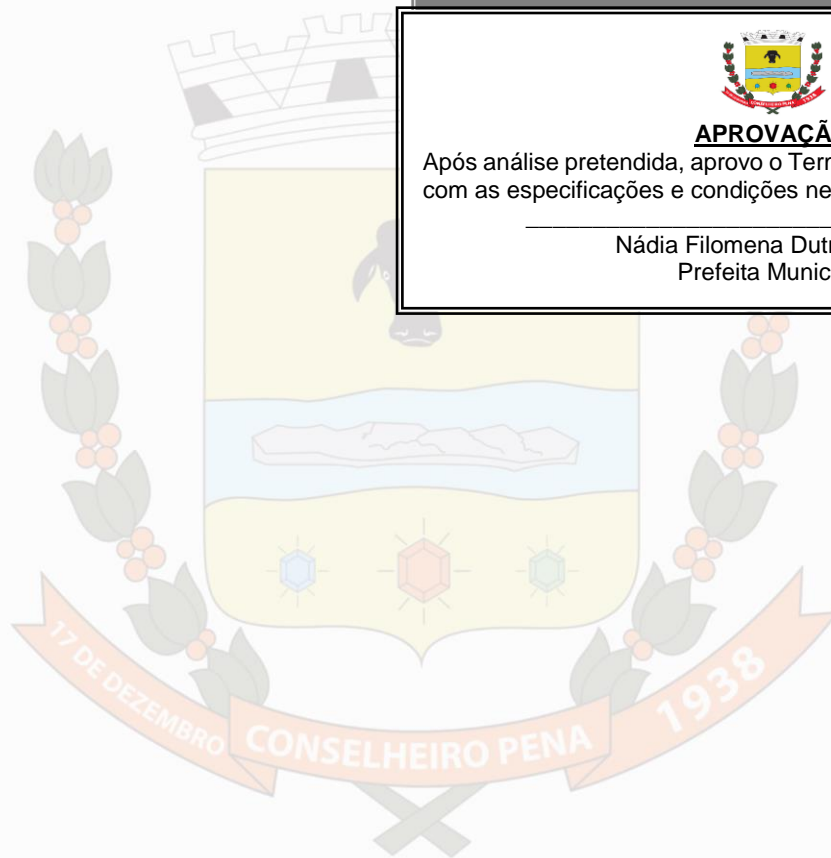 APROVAÇÃ
Após análise pretendida, aprovo o Terr
com as especificações e condições ne
Nádia Filomena Dutr
Prefeita Munic
17 DE DEZEMBRO CONSELHEIRO PENA 1938